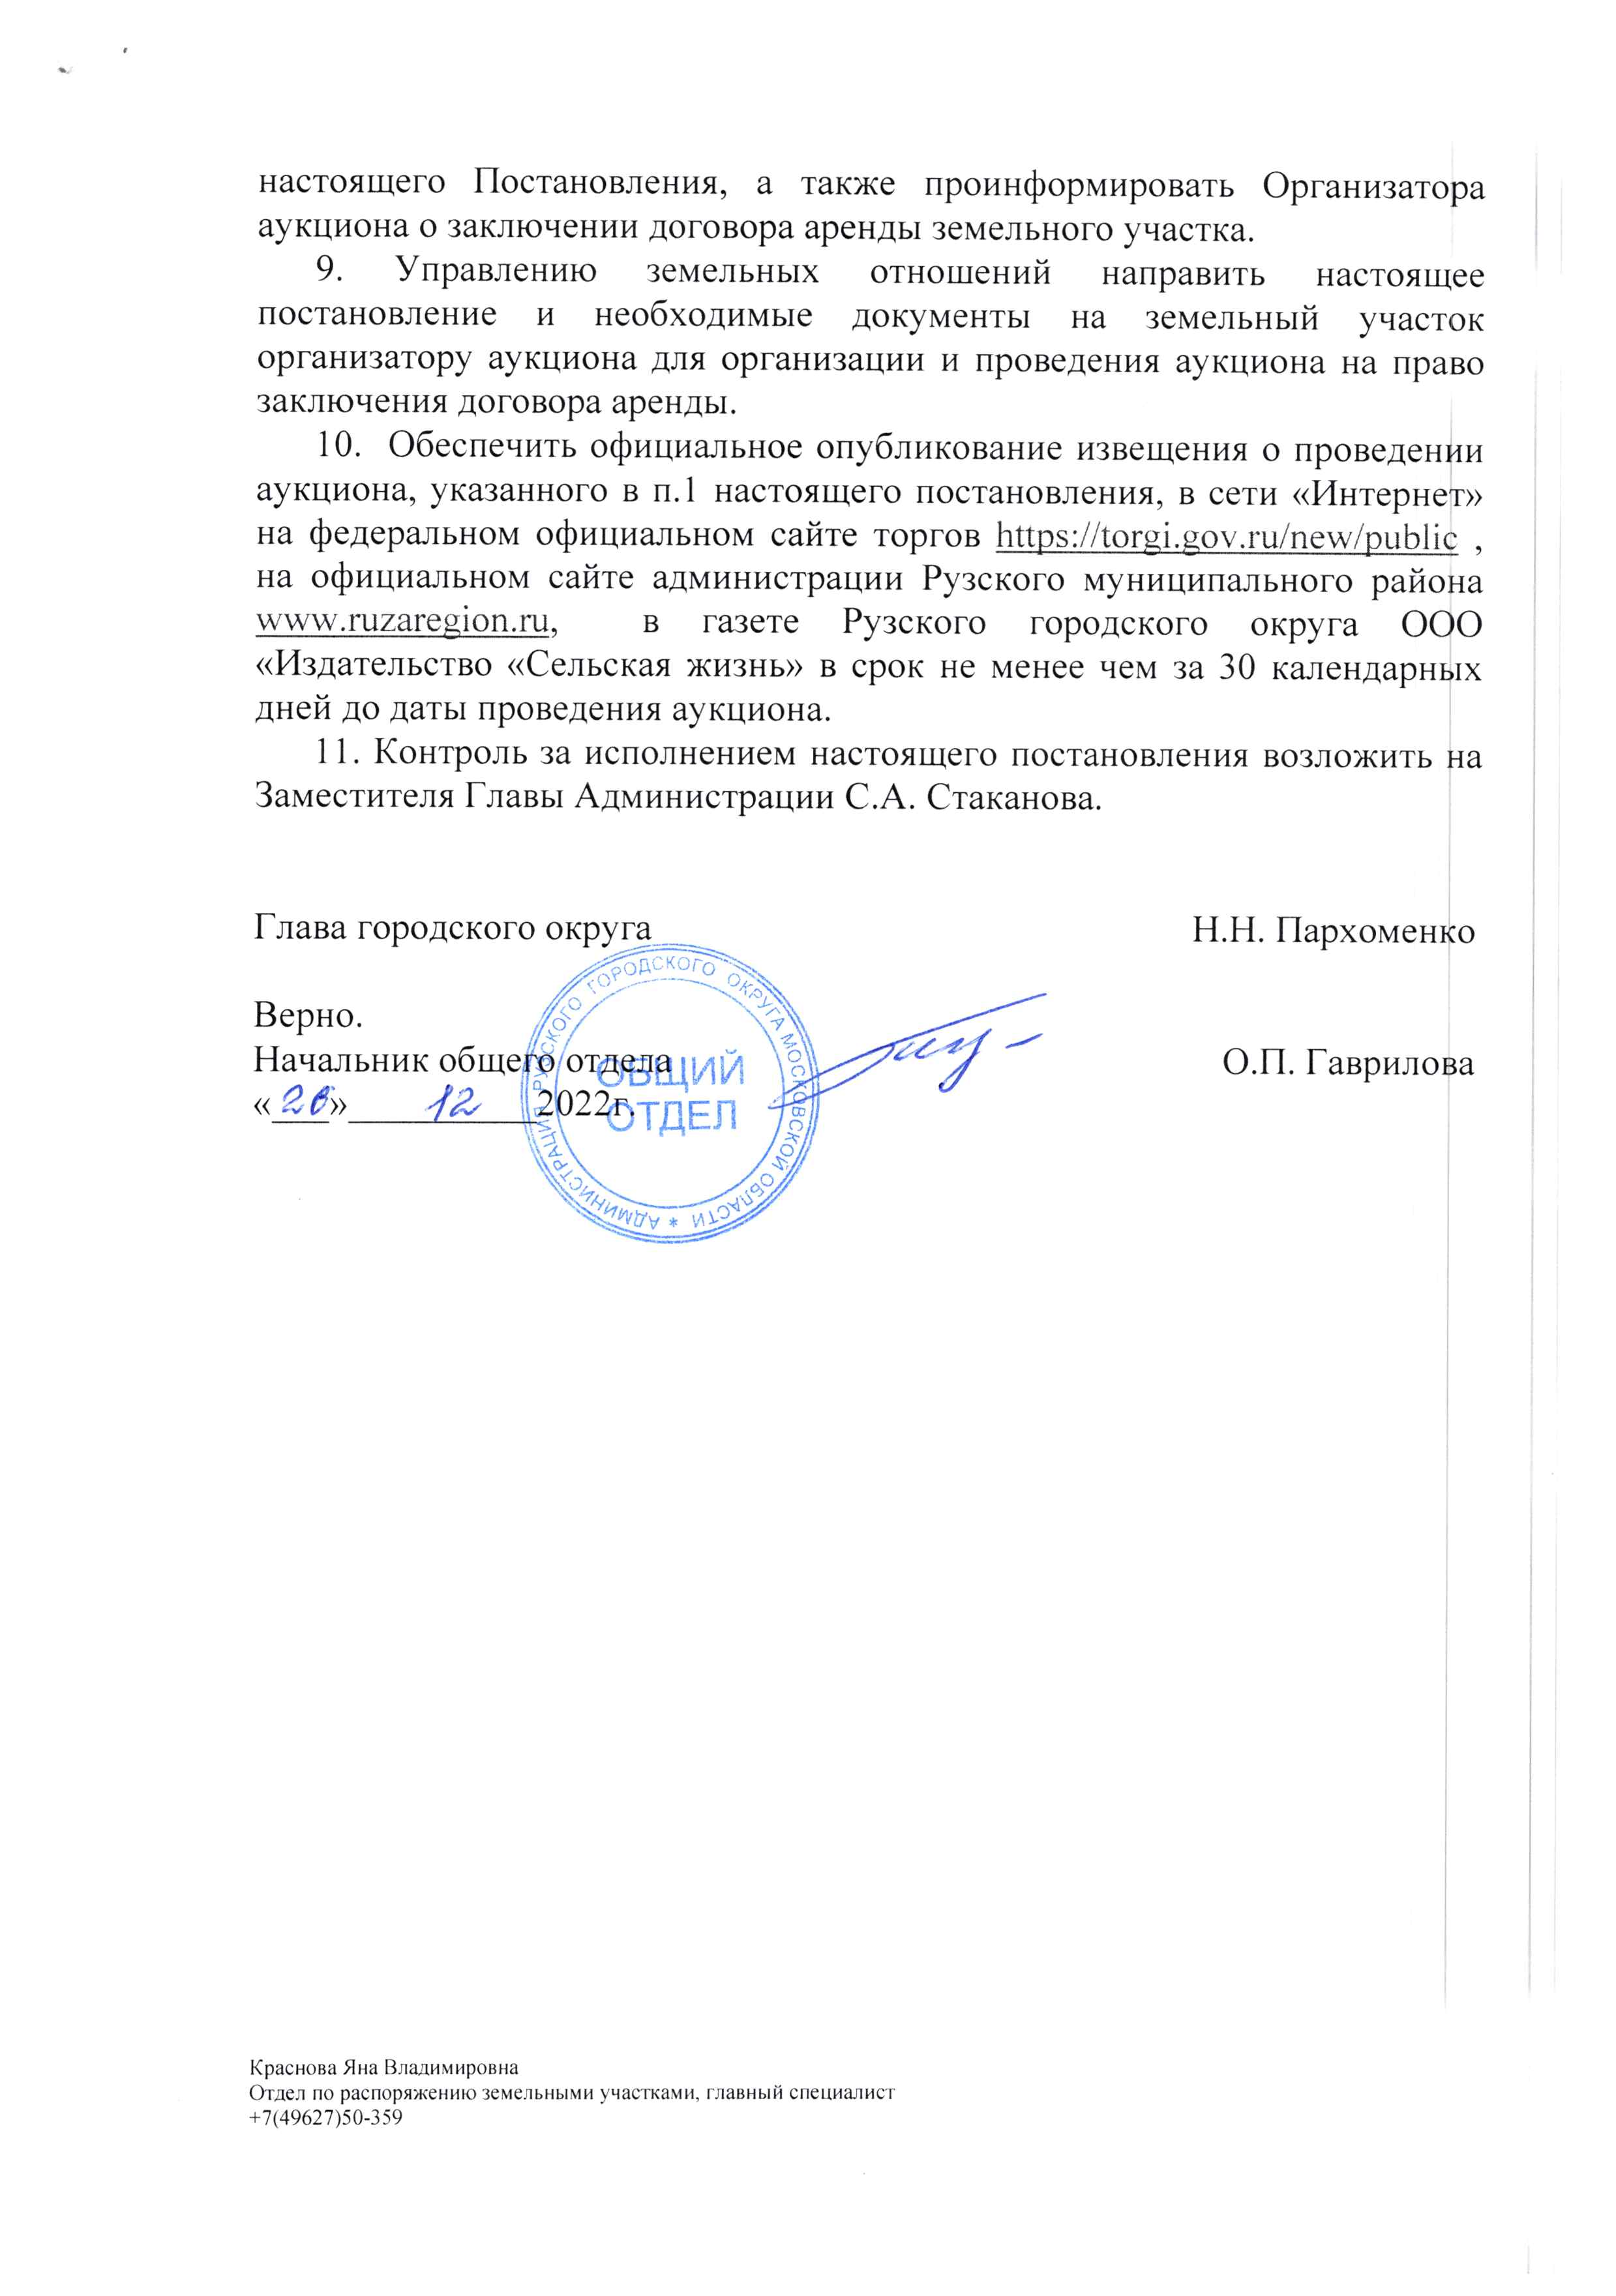 настоящего Постановления, а также проинформировать Организатора
аукциона о заключении договора аренды земельного участка.
9. Управлению земельных отношений направить настоящее
постановление и необходимые документы на земельный участок
организатору аукциона для организации и проведения аукциона на право
заключения договора аренды.
10. Обеспечить официальное опубликование извещения о проведении
аукциона, указанного в п.1 настоящего постановления, в сети «Интернет»
на федеральном официальном сайте торгов https://torgi.gov.ru/new/public ,
на официальном сайте администрации Рузского муниципального района
www.ruzaregion.ru, в газете Рузского городского округа ООО
«Издательство «Сельская жизнь» в срок не менее чем за 30 календарных
дней до даты проведения аукциона.
11. Контроль за исполнением настоящего постановления возложить на
Заместителя Главы Администрации С.А. Стаканова.
Глава городского округа Н.Н. Пархоменко
Верно.
Начальник общего отдела О.П. Гаврилова
«26» 12 2022г.
АДМИНИСТРАЦИЯ РУЗСКОГО ГОРОДСКОГО ОКРУГА МОСКОВСКОЙ ОБЛАСТИ *
ОБЩИЙ
ОТДЕЛ
Краснова Яна Владимировна
Отдел по распоряжению земельными участками, главный специалист
+7(49627)50-359